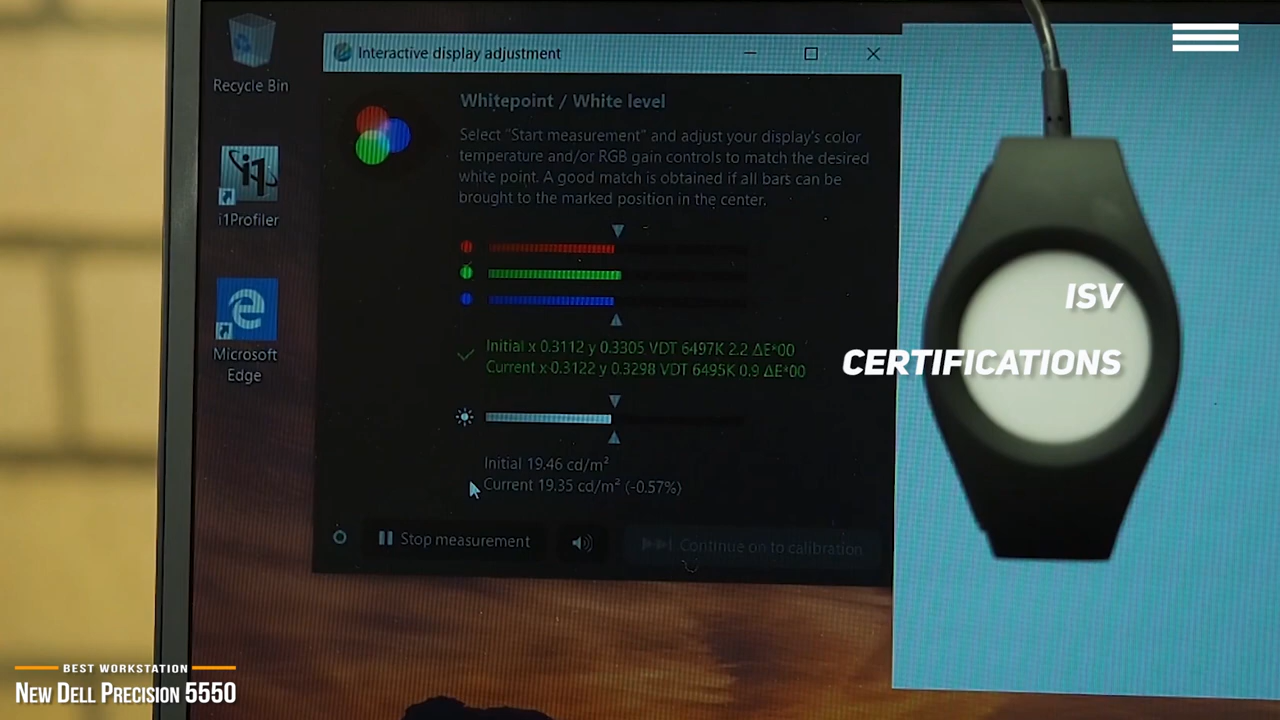 Recycle Bin
i1Profiler
Microsoft
Edge
Interactive display adjustment
Whitepoint / White level
Select "Start measurement" and adjust your display's color
temperature and/or RGB gain controls to match the desired
white point. A good match is obtained if all bars can be
brought to the marked position in the center.
Initial x 0.3112 y 0.3305 VDT 6497K 2.2 ΔE*00
Current x 0.3122 y 0.3298 VDT 6495K 0.9 ΔE*00
Initial 19.46 cd/m²
Current 19.35 cd/m² (-0.57%)
Stop measurement
Continue on to calibration
ISV
CERTIFICATIONS
BEST WORKSTATION
NEW DELL PRECISION 5550